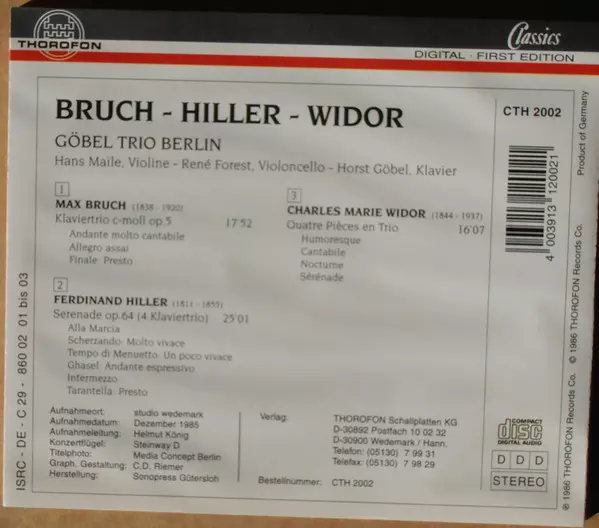 THOROFON
Classics
DIGITAL · FIRST EDITION
BRUCH - HILLER - WIDOR
CTH 2002
GÖBEL TRIO BERLIN
Hans Maile, Violine - René Forest, Violoncello - Horst Göbel, Klavier
1
MAX BRUCH (1838 - 1920)
Klaviertrio c-moll op.5 17'52
Andante molto cantabile
Allegro assai
Finale: Presto
2
FERDINAND HILLER (1811 - 1855)
Serenade op.64 (4.Klaviertrio) 25'01
Alla Marcia
Scherzando: Molto vivace
Tempo di Menuetto: Un poco vivace
Ghasel: Andante espressivo
Intermezzo
Tarantella: Presto
3
CHARLES MARIE WIDOR (1844 - 1937)
Quatre Pièces en Trio 16'07
Humoresque
Cantabile
Nocturne
Sérénade
Aufnahmeort: studio wedemark
Aufnahmedatum: Dezember 1985
Aufnahmeleitung: Helmut König
Konzertflügel: Steinway D
Titelphoto: Media Concept Berlin
Graph. Gestaltung: C.D. Riemer
Herstellung: Sonopress Gütersloh
Verlag: THOROFON Schallplatten KG
D-30892 Postfach 10 02 32
D-30900 Wedemark / Hann.
Telefon: (05130) 7 99 31
Telefax: (05130) 7 98 29
Bestellnummer: CTH 2002
4 003913 120021
COMPACT
disc
DIGITAL AUDIO
D D D
STEREO
Product of Germany
℗ 1986 THOROFON Records Co. © 1986 THOROFON Records Co.
ISRC - DE - C 29 - 860 02 01 bis 03